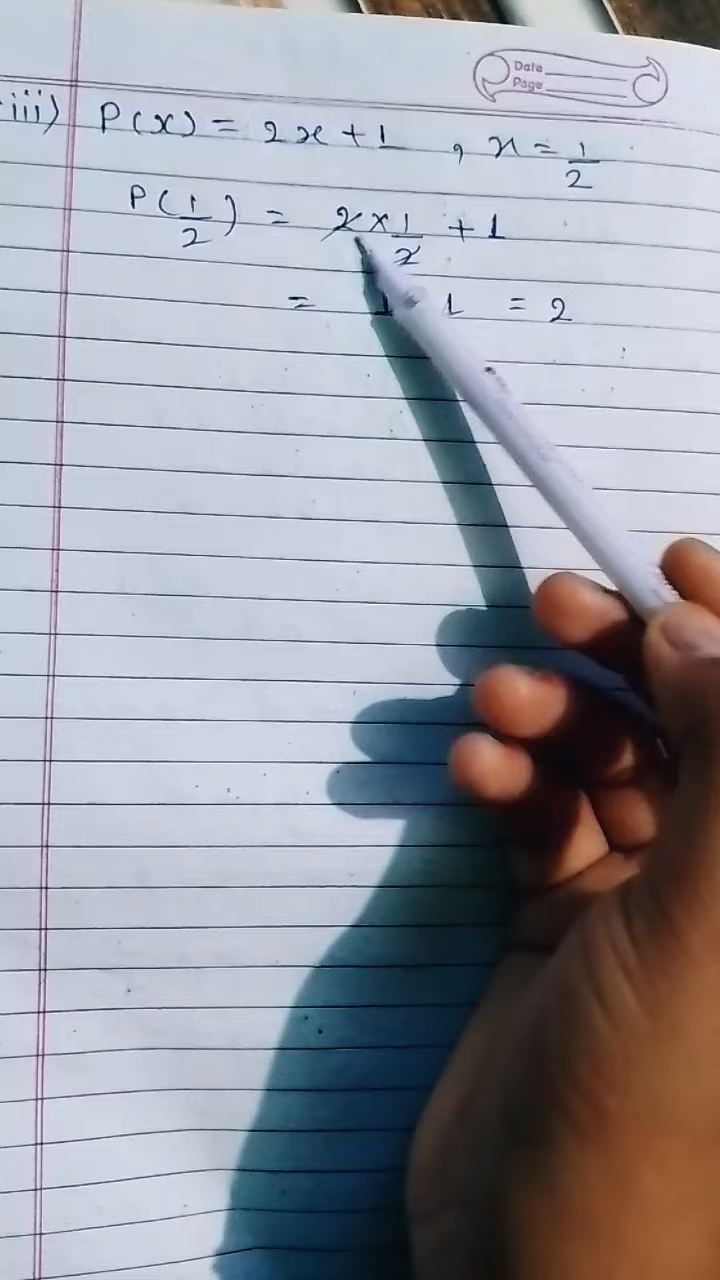 Date
Page
iii) P(x) = 2x + 1 , x = 1/2
P(1/2) = 2 × 1/2 + 1
= 1 1 = 2